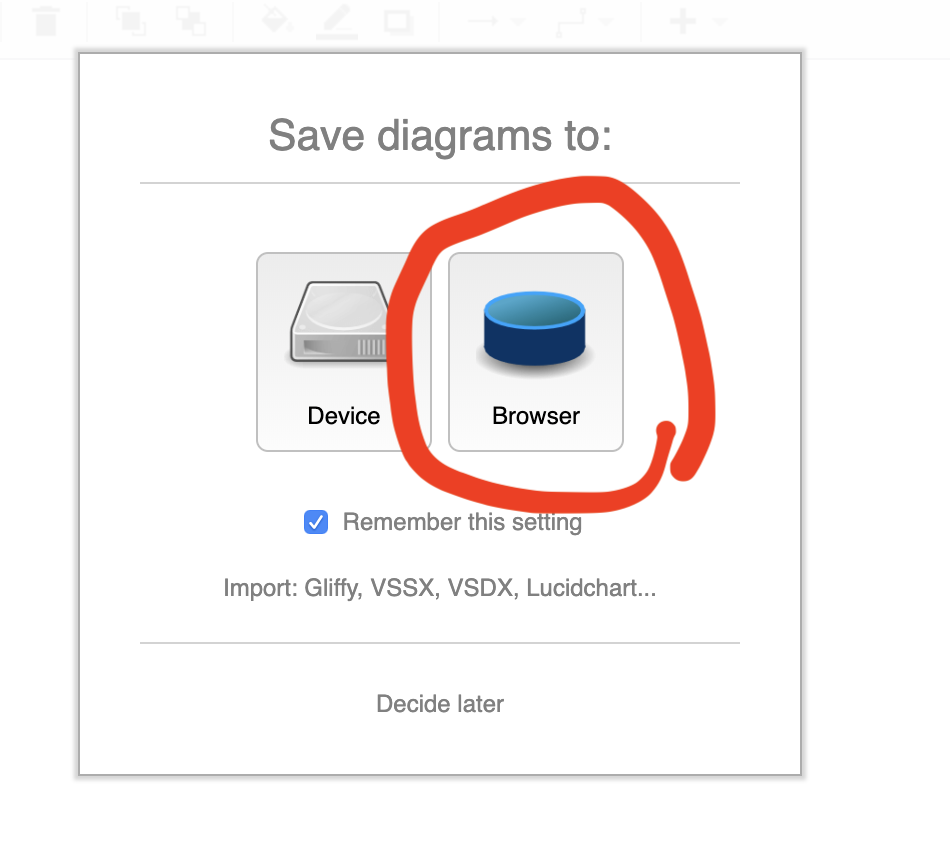 Save diagrams to:
Device
Browser
Remember this setting
Import: Gliffy, VSSX, VSDX, Lucidchart...
Decide later